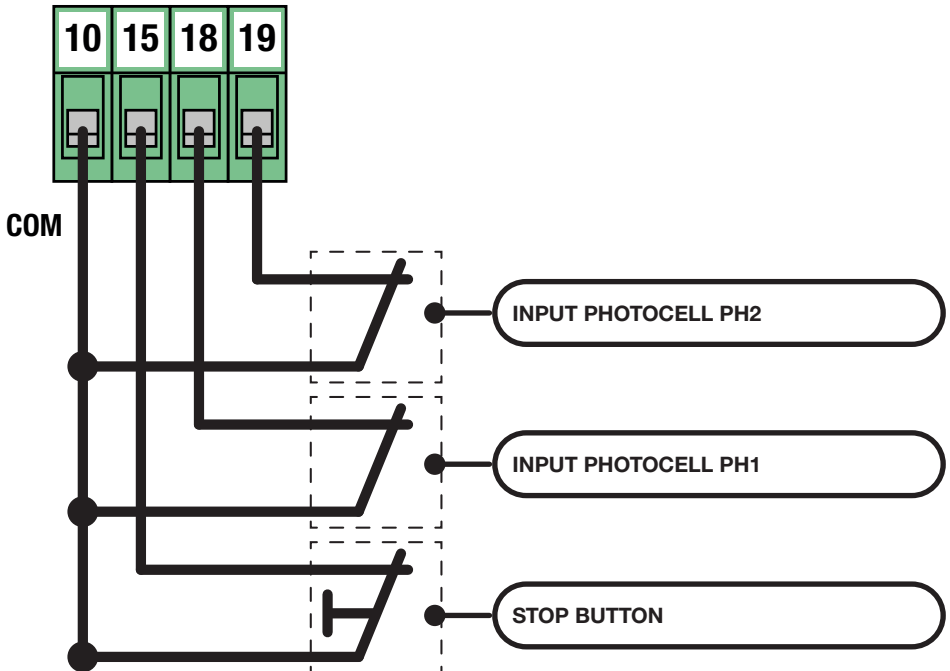 10 15 18 19
COM
INPUT PHOTOCELL PH2
INPUT PHOTOCELL PH1
STOP BUTTON